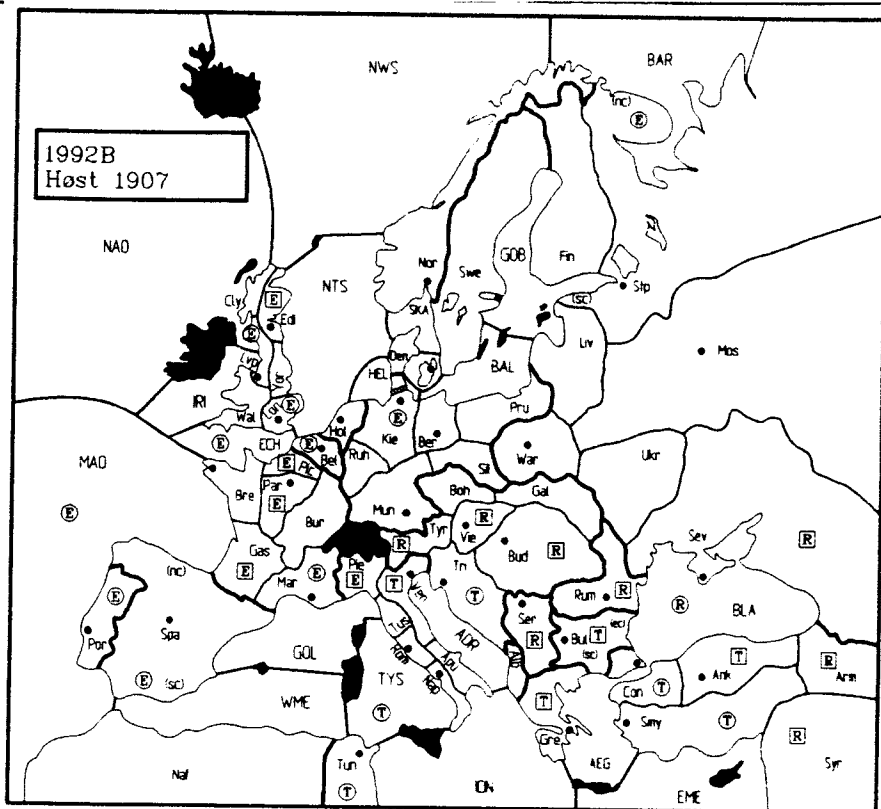 NWS
BAR
(nc)
E
1992B
Høst 1907
NAO
NTS
Nor
Swe
GOB
Fin
Stp
(sc)
Cly
E
Edl
SKA
E
Lvp
Yor
Den
BAL
Liv
Mos
IRI
HEL
Wal
Lon
E
Hol
Kie
E
Ber
Pru
War
Ukr
MAO
E
ECH
E
Bel
Ruh
Sil
E
Pic
Par
E
Bre
Bur
Mun
Boh
Gal
E
Tyr
R
Vie
R
Bud
R
Sev
R
(nc)
Gas
E
Mar
E
Pie
E
T
Ven
Tri
T
Rum
R
R
BLA
E
Por
Spa
GOL
Tus
Rom
ADR
Ser
R
Bul
T
(ec)
(sc)
Alb
T
Ank
R
Arm
E
(sc)
WME
TYS
T
Apu
Nap
T
Gre
Con
T
Smy
T
R
Syr
Naf
Tun
T
ION
AEG
EME